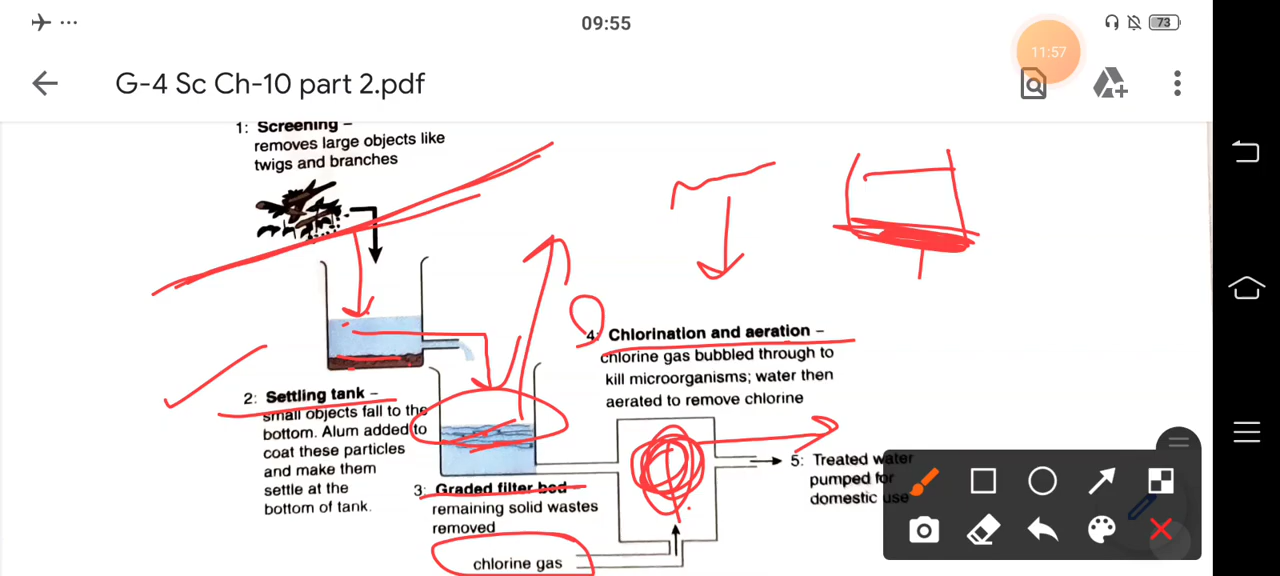 09:55
73
11:57
G-4 Sc Ch-10 part 2.pdf
1: Screening –
removes large objects like
twigs and branches
2: Settling tank –
small objects fall to the
bottom. Alum added to
coat these particles
and make them
settle at the
bottom of tank.
3: Graded filter bed –
remaining solid wastes
removed
chlorine gas
4: Chlorination and aeration –
chlorine gas bubbled through to
kill microorganisms; water then
aerated to remove chlorine
5: Treated water
pumped for
domestic use